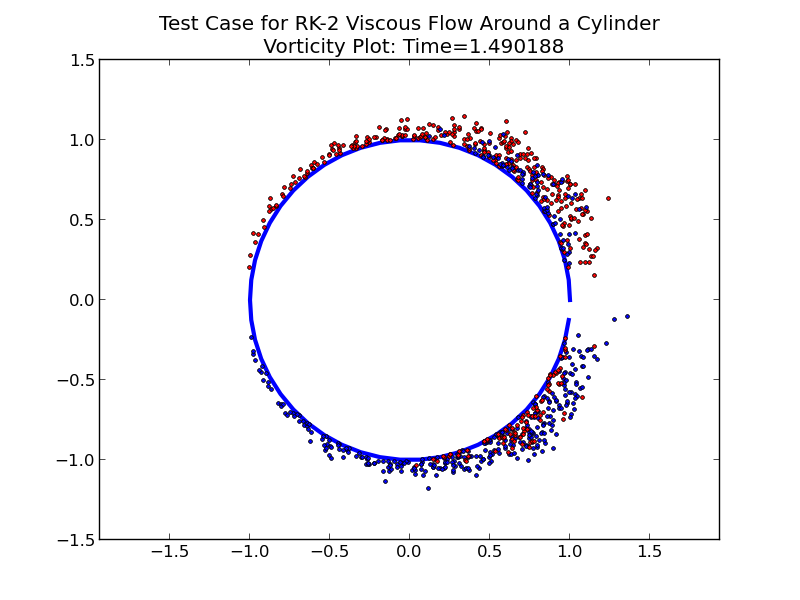 Test Case for RK-2 Viscous Flow Around a Cylinder
Vorticity Plot: Time=1.490188
1.5
1.0
0.5
0.0
−0.5
−1.0
−1.5
−1.5 −1.0 −0.5 0.0 0.5 1.0 1.5